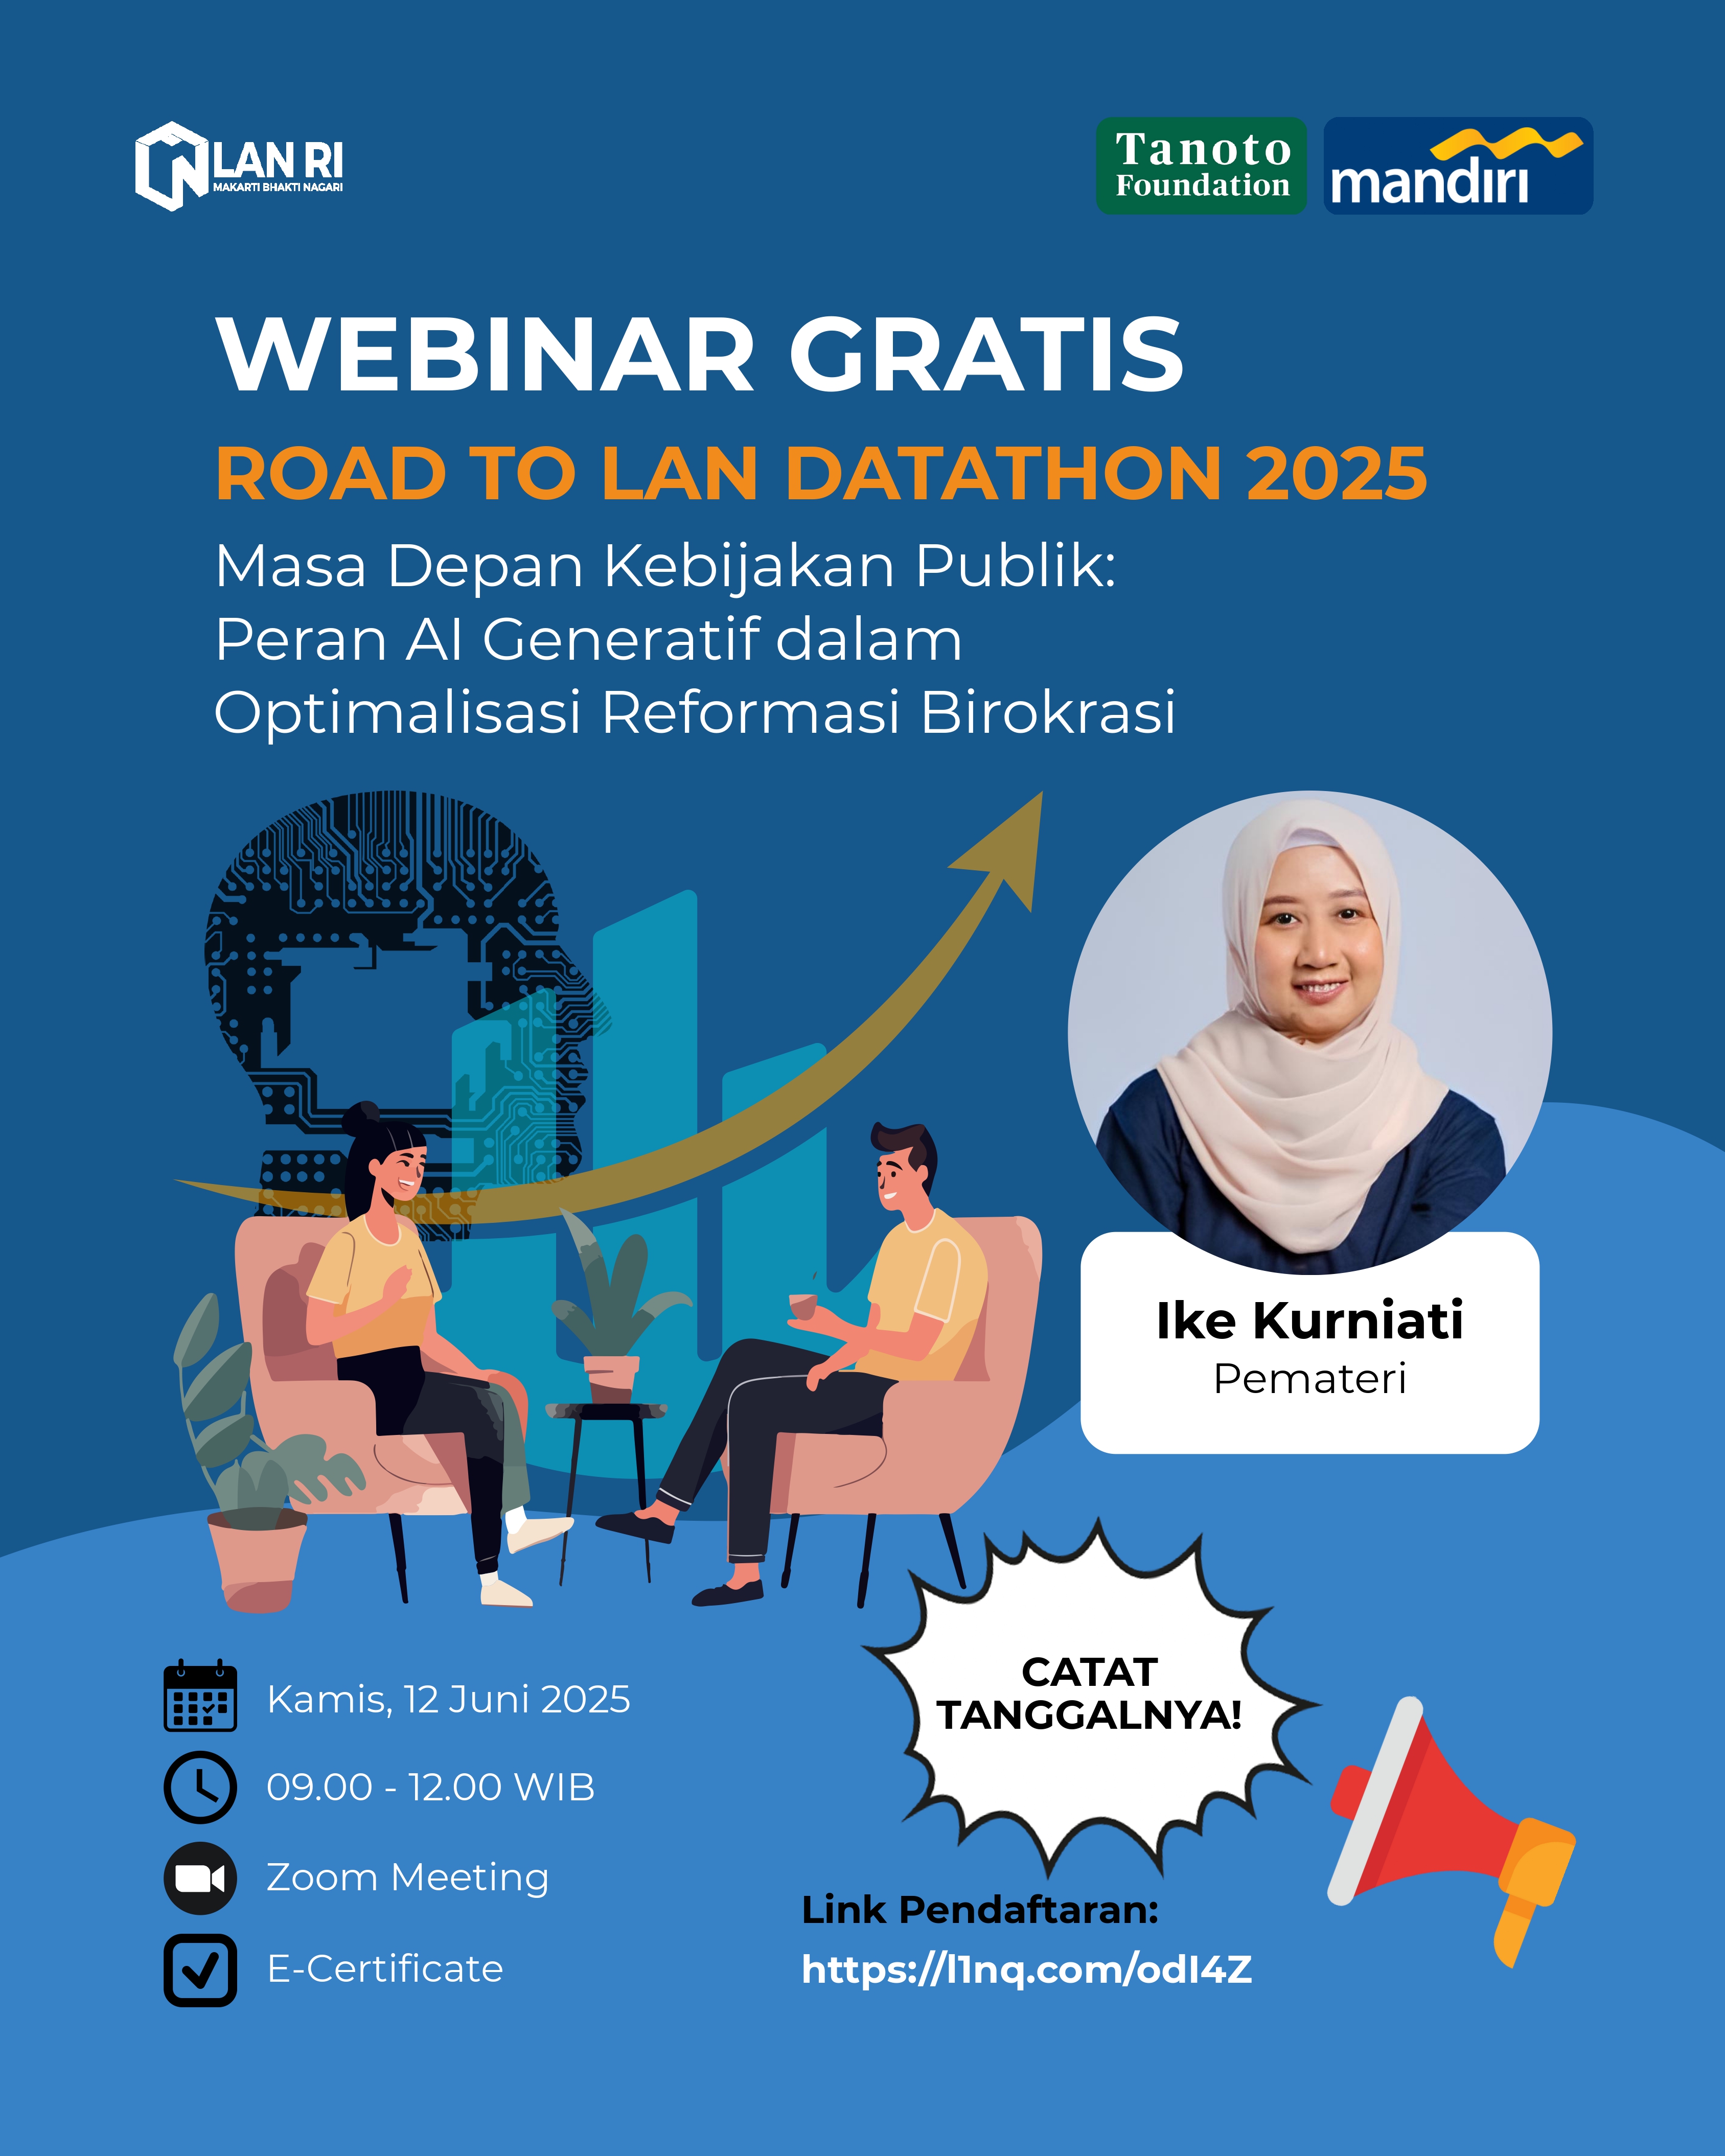 LAN RI
MAKARTI BHAKTI NAGARI
Tanoto
Foundation
mandiri
WEBINAR GRATIS
ROAD TO LAN DATATHON 2025
Masa Depan Kebijakan Publik:
Peran AI Generatif dalam
Optimalisasi Reformasi Birokrasi
Ike Kurniati
Pemateri
CATAT
TANGGALNYA!
Kamis, 12 Juni 2025
09.00 - 12.00 WIB
Zoom Meeting
E-Certificate
Link Pendaftaran:
https://l1nq.com/odI4Z